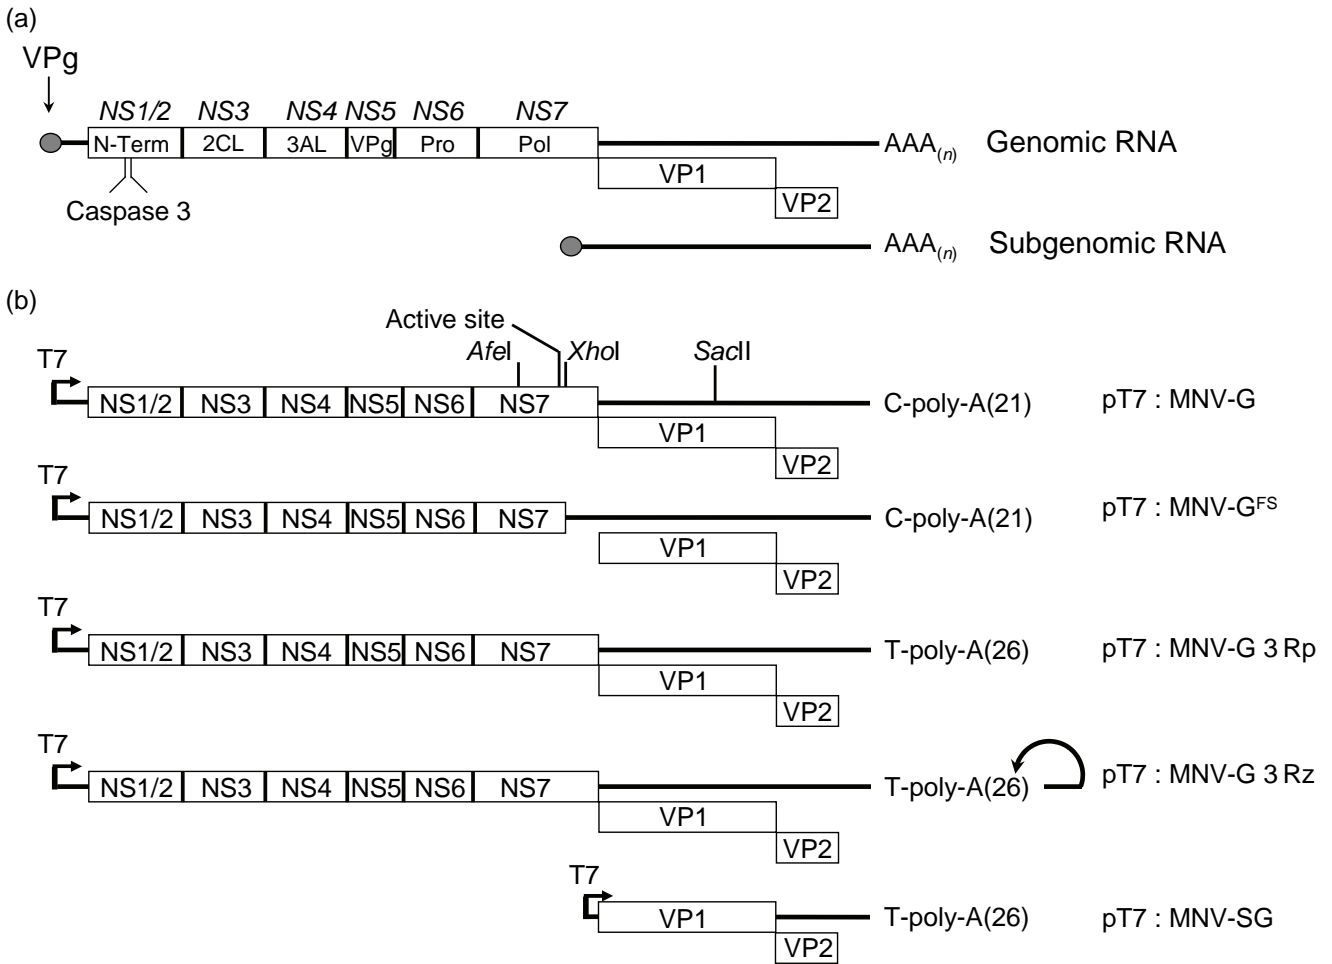 (a)
VPg
NS1/2 NS3 NS4 NS5 NS6 NS7
N-Term 2CL 3AL VPg Pro Pol AAA(n) Genomic RNA
VP1
VP2
Caspase 3
AAA(n) Subgenomic RNA
(b)
Active site
T7 AfeI XhoI SacII
NS1/2 NS3 NS4 NS5 NS6 NS7 C-poly-A(21) pT7 : MNV-G
VP1
VP2
T7
NS1/2 NS3 NS4 NS5 NS6 NS7 C-poly-A(21) pT7 : MNV-GFS
VP1
VP2
T7
NS1/2 NS3 NS4 NS5 NS6 NS7 T-poly-A(26) pT7 : MNV-G 3 Rp
VP1
VP2
T7
NS1/2 NS3 NS4 NS5 NS6 NS7 T-poly-A(26) pT7 : MNV-G 3 Rz
VP1
VP2
T7
VP1 T-poly-A(26) pT7 : MNV-SG
VP2